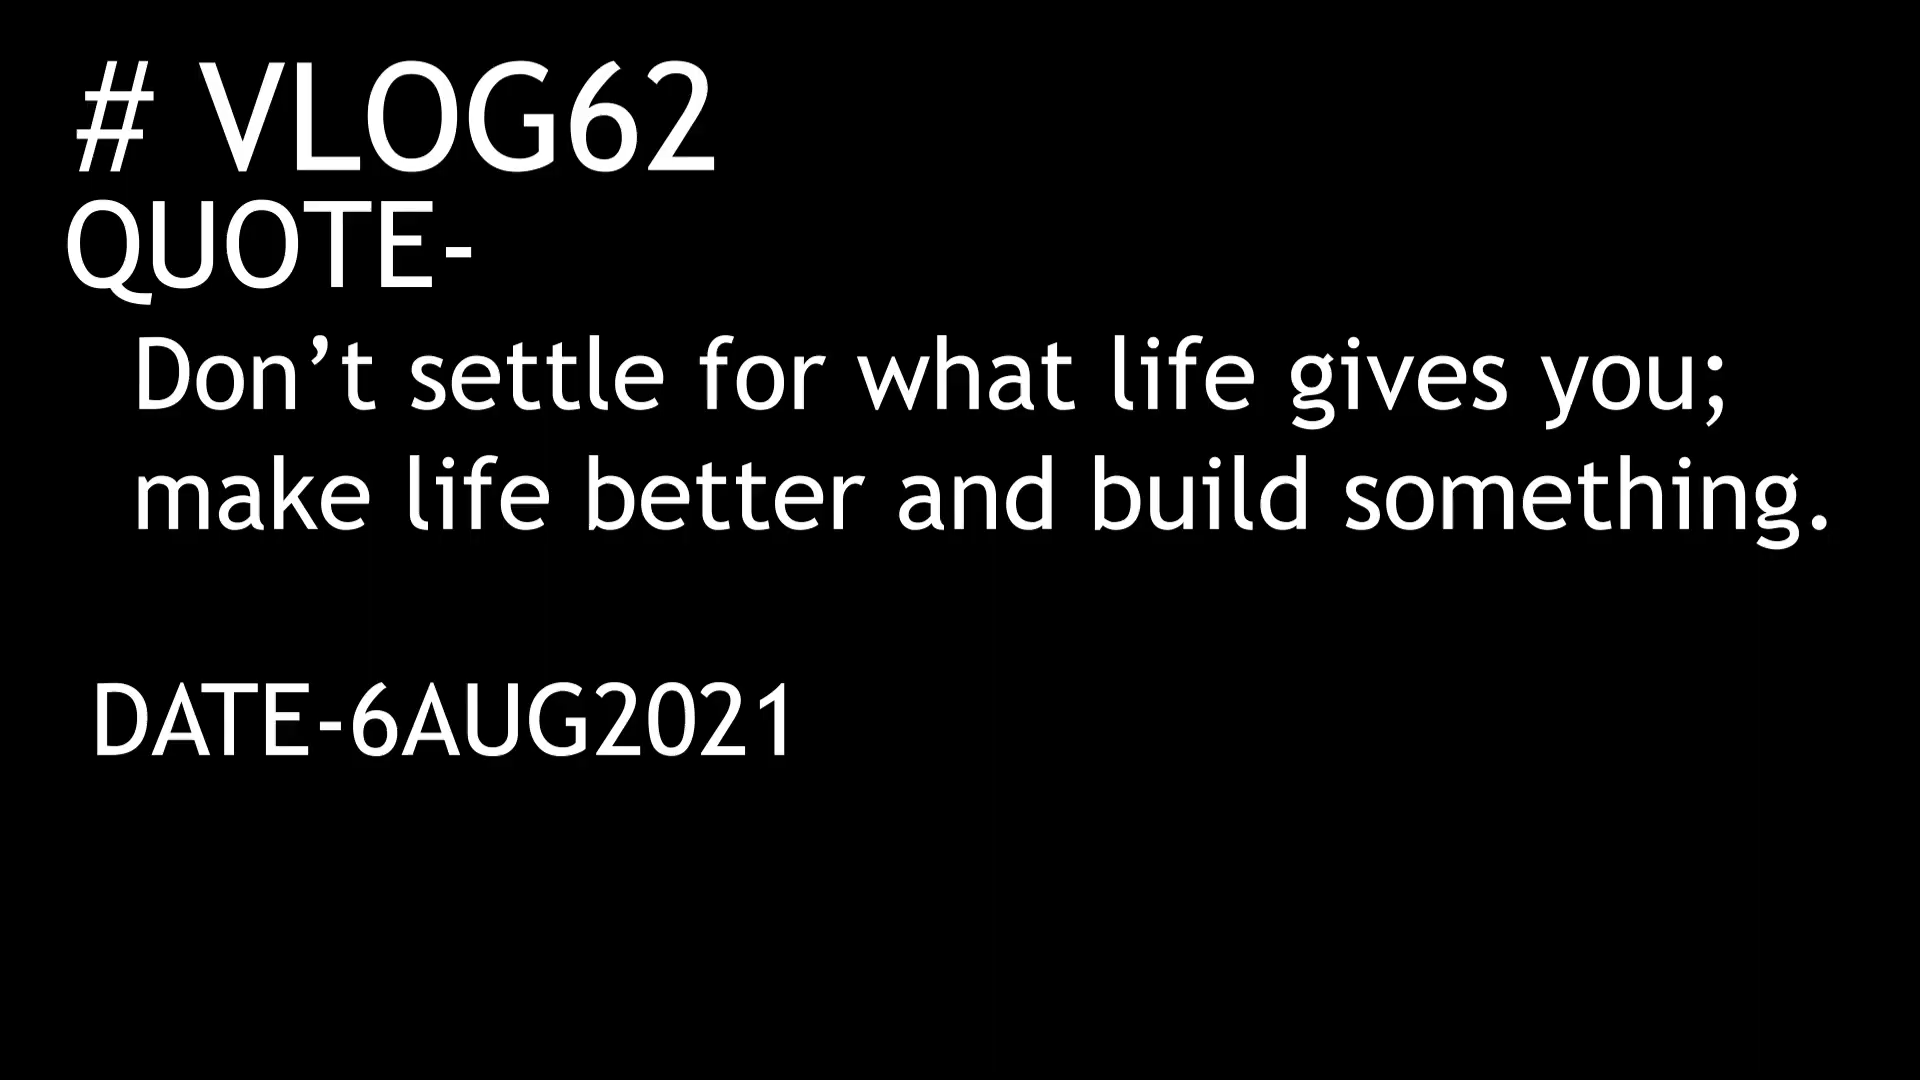 # VLOG62
QUOTE-
Don’t settle for what life gives you;
make life better and build something.
DATE-6AUG2021